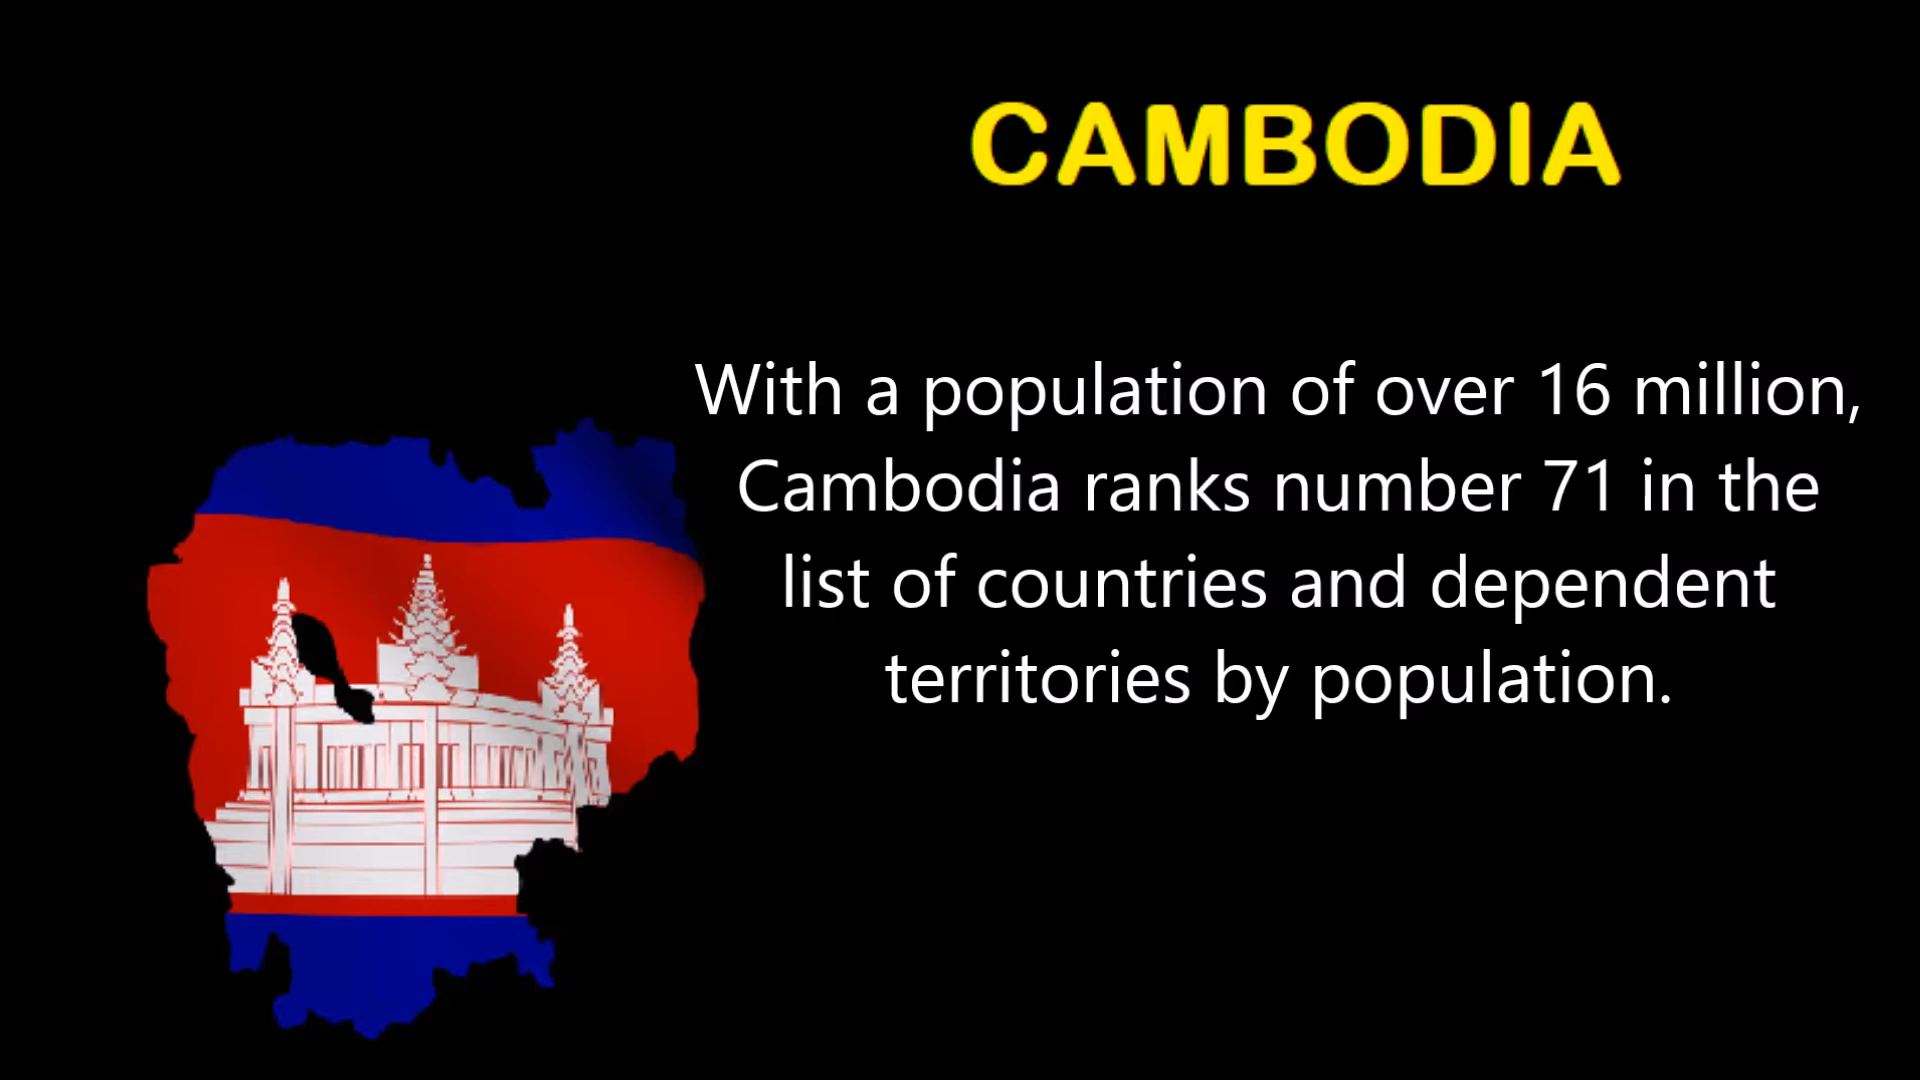 CAMBODIA
With a population of over 16 million,
Cambodia ranks number 71 in the
list of countries and dependent
territories by population.